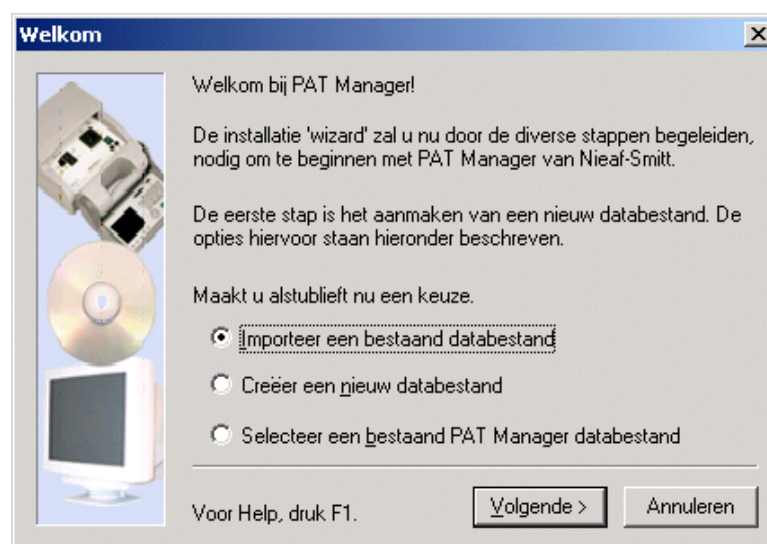 Welkom
Welkom bij PAT Manager!
De installatie 'wizard' zal u nu door de diverse stappen begeleiden,
nodig om te beginnen met PAT Manager van Nieaf-Smitt.
De eerste stap is het aanmaken van een nieuw databestand. De
opties hiervoor staan hieronder beschreven.
Maakt u alstublieft nu een keuze.
Importeer een bestaand databestand
Creëer een nieuw databestand
Selecteer een bestaand PAT Manager databestand
Voor Help, druk F1.
Volgende >
Annuleren